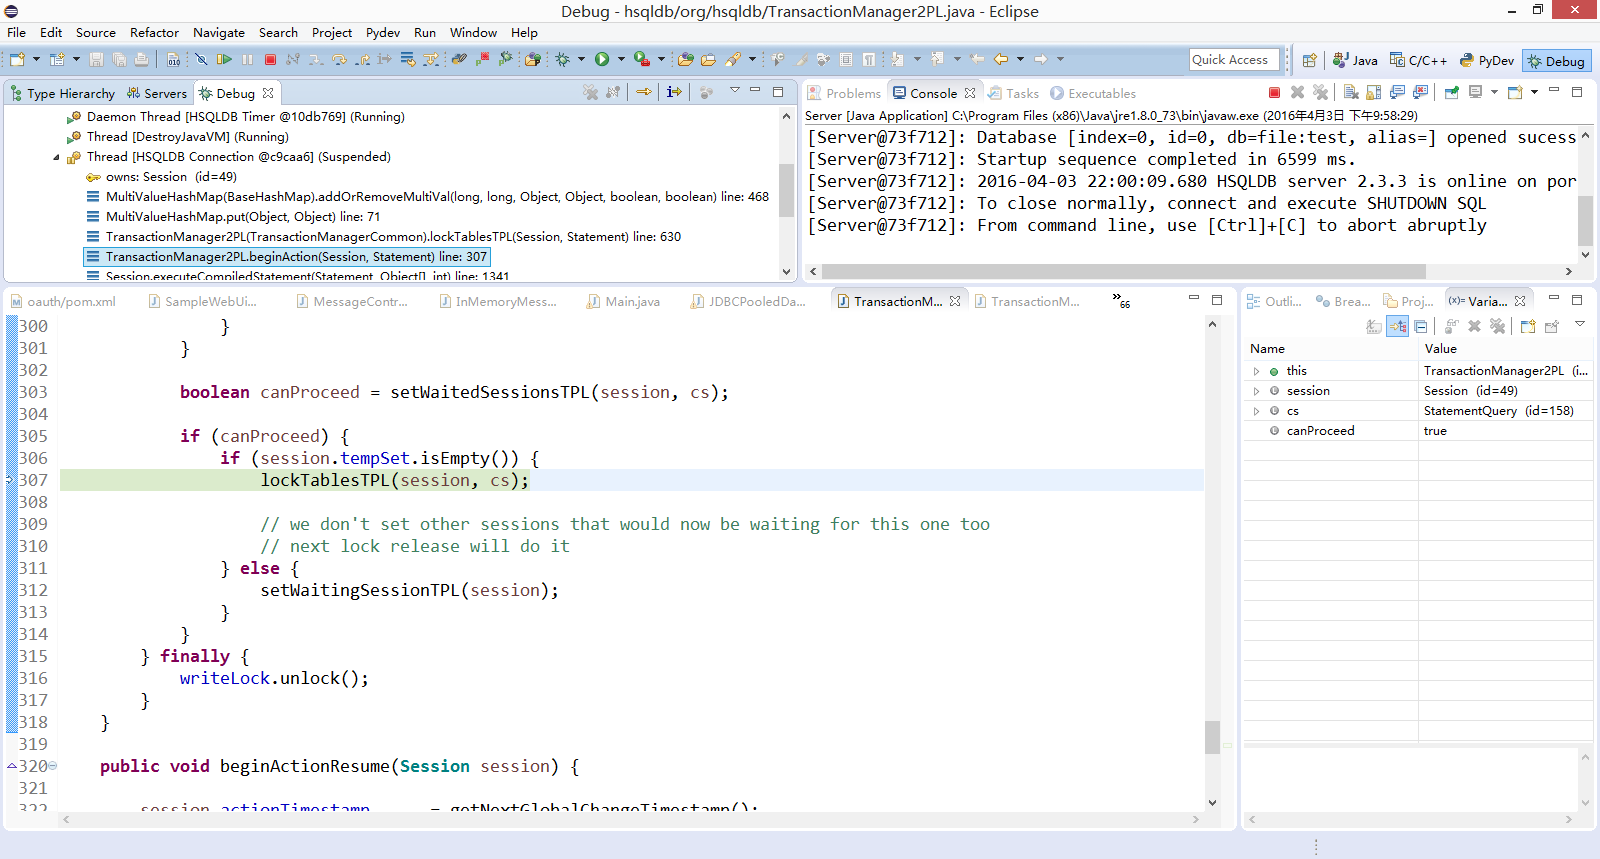 Debug - hsqldb/org/hsqldb/TransactionManager2PL.java - Eclipse
File Edit Source Refactor Navigate Search Project Pydev Run Window Help
Quick Access
Java
C/C++
PyDev
Debug
Type Hierarchy
Servers
Debug
Daemon Thread [HSQLDB Timer @10db769] (Running)
Thread [DestroyJavaVM] (Running)
Thread [HSQLDB Connection @c9caa6] (Suspended)
owns: Session (id=49)
MultiValueHashMap(BaseHashMap).addOrRemoveMultiVal(long, long, Object, Object, boolean, boolean) line: 468
MultiValueHashMap.put(Object, Object) line: 71
TransactionManager2PL(TransactionManagerCommon).lockTablesTPL(Session, Statement) line: 630
TransactionManager2PL.beginAction(Session, Statement) line: 307
Session.executeCompiledStatement(Statement, Object[], int) line: 1341
Problems
Console
Tasks
Executables
Server [Java Application] C:\Program Files (x86)\Java\jre1.8.0_73\bin\javaw.exe (2016年4月3日 下午9:58:29)
[Server@73f712]: Database [index=0, id=0, db=file:test, alias=] opened sucess
[Server@73f712]: Startup sequence completed in 6599 ms.
[Server@73f712]: 2016-04-03 22:00:09.680 HSQLDB server 2.3.3 is online on por
[Server@73f712]: To close normally, connect and execute SHUTDOWN SQL
[Server@73f712]: From command line, use [Ctrl]+[C] to abort abruptly
oauth/pom.xml
SampleWebUi...
MessageContr...
InMemoryMess...
Main.java
JDBCPooledDa...
TransactionM...
TransactionM...
66
300 }
301 }
302
303 boolean canProceed = setWaitedSessionsTPL(session, cs);
304
305 if (canProceed) {
306 if (session.tempSet.isEmpty()) {
307 lockTablesTPL(session, cs);
308
309 // we don't set other sessions that would now be waiting for this one too
310 // next lock release will do it
311 } else {
312 setWaitingSessionTPL(session);
313 }
314 }
315 } finally {
316 writeLock.unlock();
317 }
318 }
319
320 public void beginActionResume(Session session) {
321
322 session.actionTimestamp = getNextGlobalChangeTimestamp();
Outli...
Brea...
Proj...
(x)= Varia...
Name Value
this TransactionManager2PL (i...
session Session (id=49)
cs StatementQuery (id=158)
canProceed true